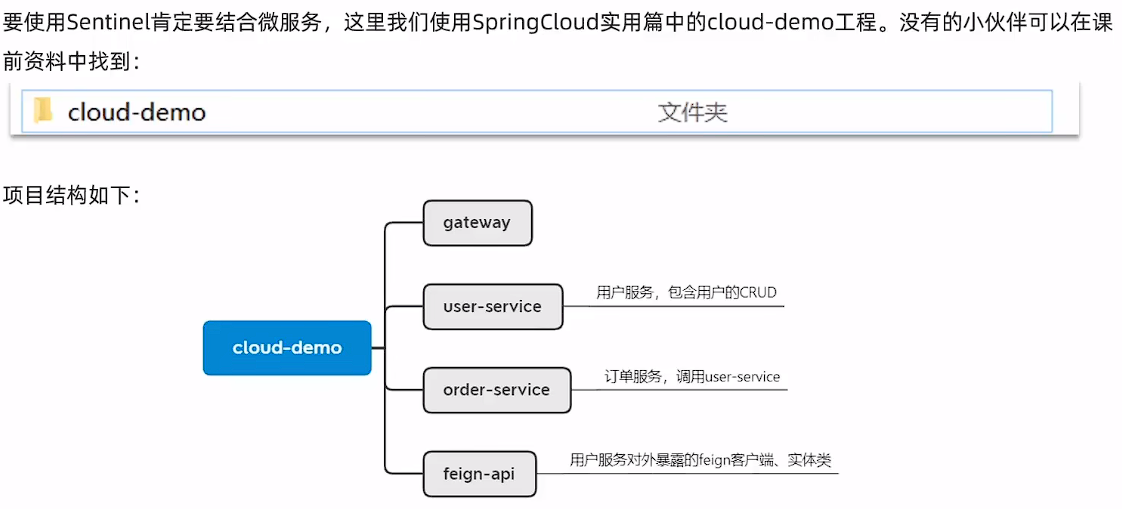 要使用Sentinel肯定要结合微服务，这里我们使用SpringCloud实用篇中的cloud-demo工程。没有的小伙伴可以在课
前资料中找到：
cloud-demo 文件夹
项目结构如下：
gateway
user-service 用户服务，包含用户的CRUD
cloud-demo
order-service 订单服务，调用user-service
feign-api 用户服务对外暴露的feign客户端、实体类